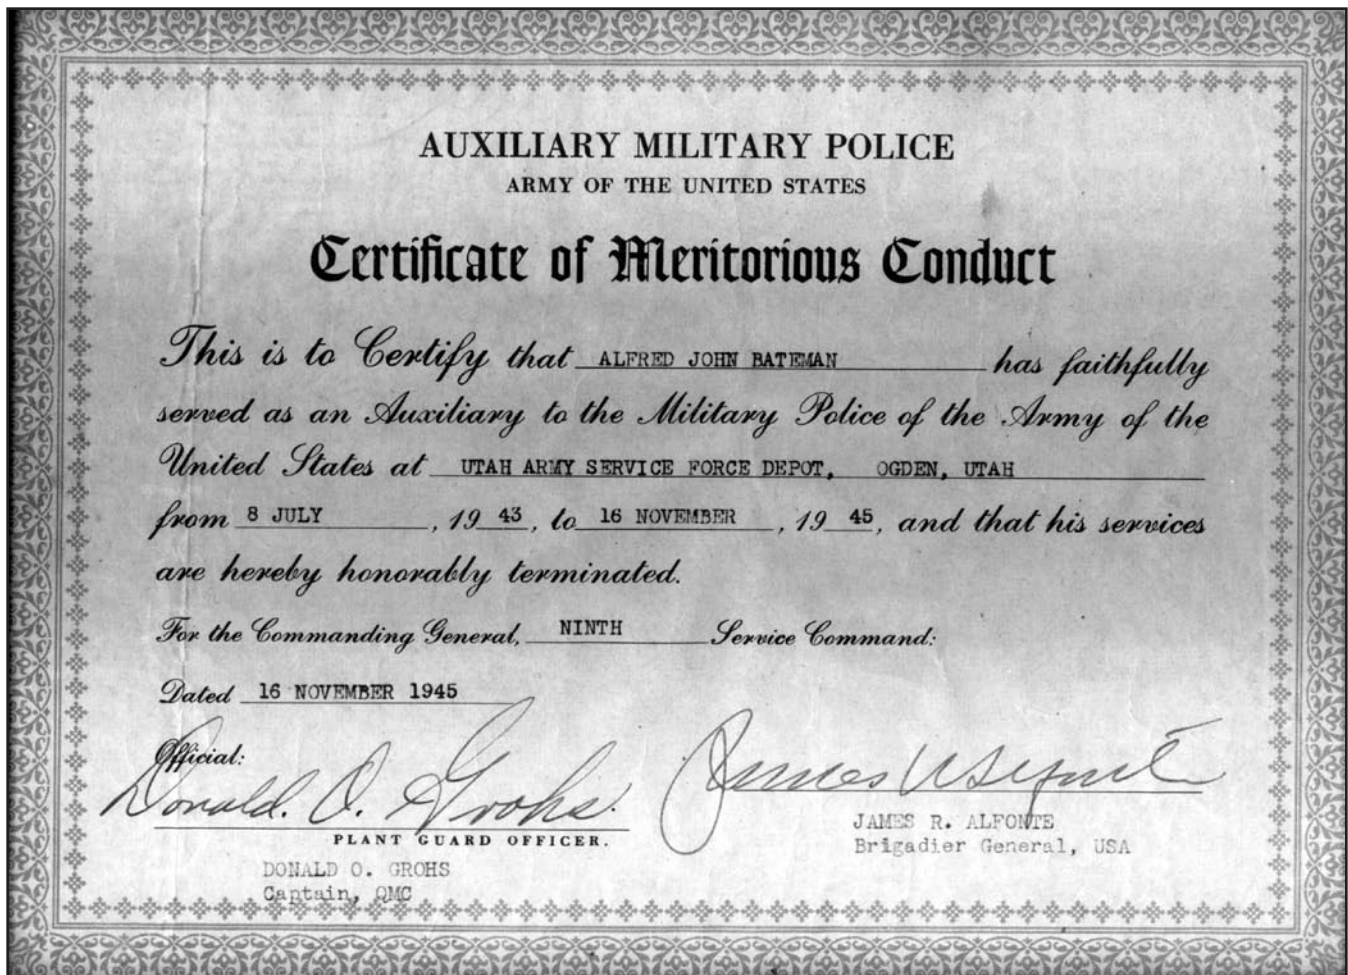 AUXILIARY MILITARY POLICE
ARMY OF THE UNITED STATES
Certificate of Meritorious Conduct
This is to Certify that ALFRED JOHN BATEMAN has faithfully
served as an Auxiliary to the Military Police of the Army of the
United States at UTAH ARMY SERVICE FORCE DEPOT, OGDEN, UTAH
from 8 JULY, 1943, to 16 NOVEMBER, 1945, and that his services
are hereby honorably terminated.
For the Commanding General, NINTH Service Command:
Dated 16 NOVEMBER 1945
Official:
Donald. O. Grohs.
PLANT GUARD OFFICER.
DONALD O. GROHS
Captain, QMC
James R Alfonte
JAMES R. ALFONTE
Brigadier General, USA